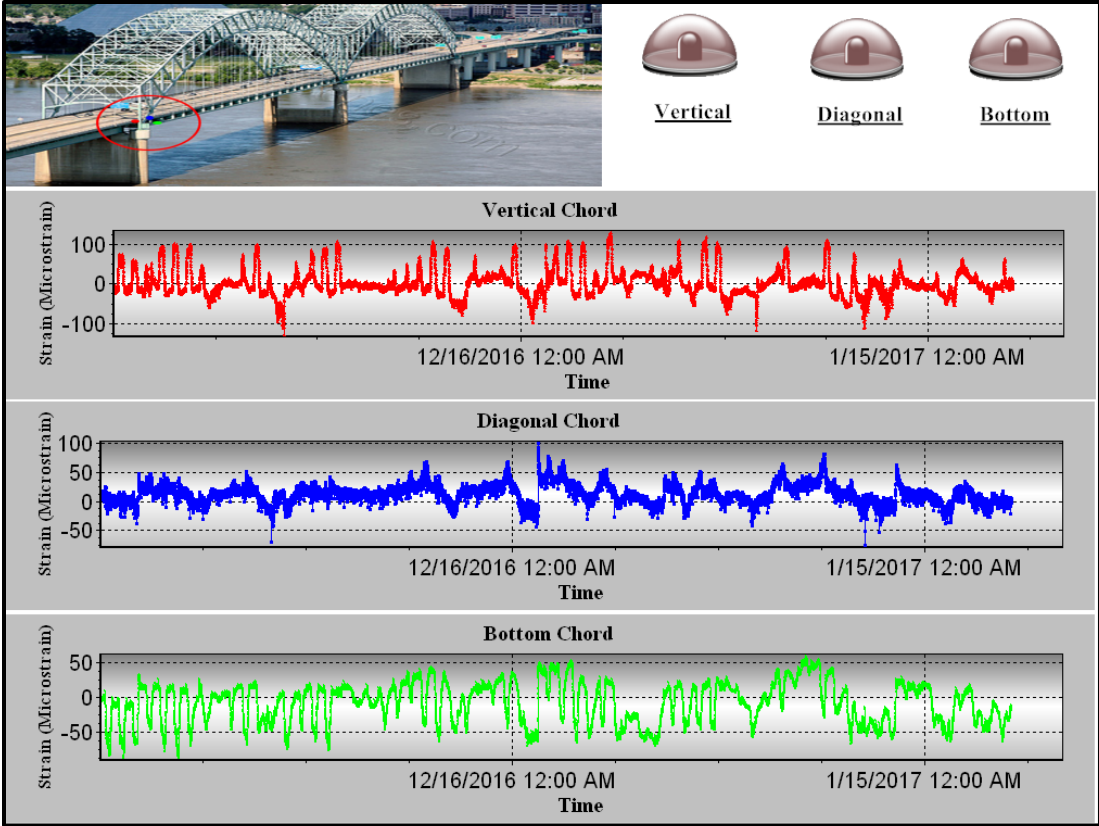 Vertical
Diagonal
Bottom
Vertical Chord
Strain (Microstrain)
100
0
-100
12/16/2016 12:00 AM
1/15/2017 12:00 AM
Time
Diagonal Chord
Strain (Microstrain)
100
50
0
-50
12/16/2016 12:00 AM
1/15/2017 12:00 AM
Time
Bottom Chord
Strain (Microstrain)
50
0
-50
12/16/2016 12:00 AM
1/15/2017 12:00 AM
Time